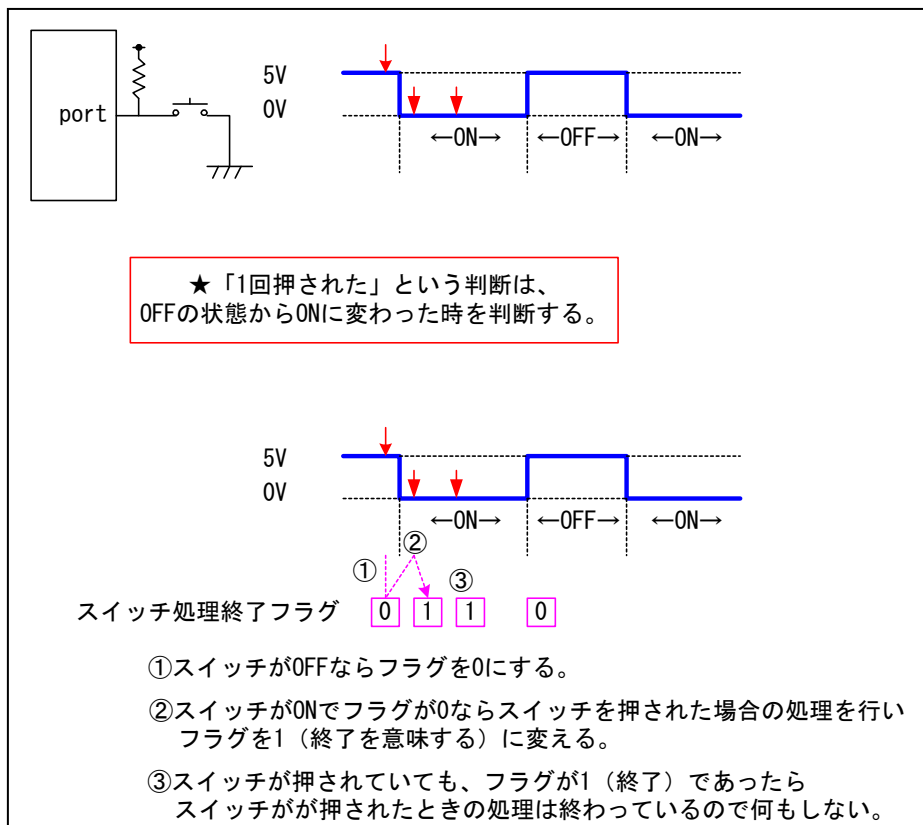 port
5V
0V
←ON→ ←OFF→ ←ON→
★「1回押された」という判断は、
OFFの状態からONに変わった時を判断する。
5V
0V
←ON→ ←OFF→ ←ON→
① ② ③
スイッチ処理終了フラグ 0 1 1 0
①スイッチがOFFならフラグを0にする。
②スイッチがONでフラグが0ならスイッチを押された場合の処理を行い
フラグを1（終了を意味する）に変える。
③スイッチが押されていても、フラグが1（終了）であったら
スイッチがが押されたときの処理は終わっているので何もしない。